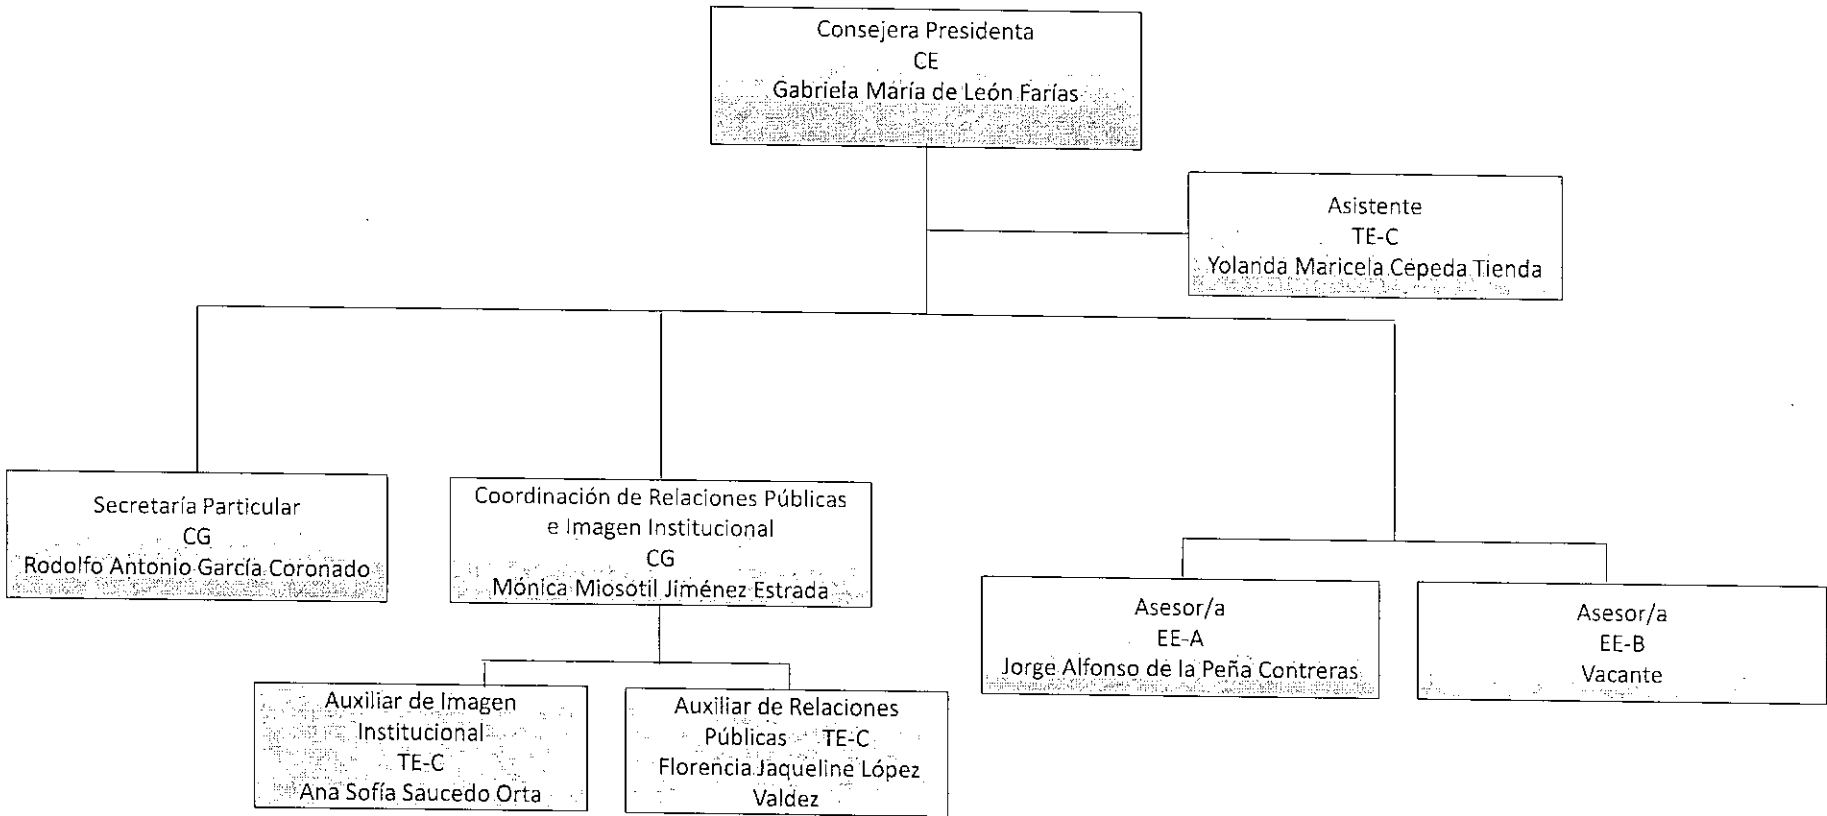 Consejera Presidenta
CE
Gabriela María de León Farías
Asistente
TE-C
Yolanda Maricela Cepeda Tienda
Secretaría Particular
CG
Rodolfo Antonio García Coronado
Coordinación de Relaciones Públicas
e Imagen Institucional
CG
Mónica Miosótil Jiménez Estrada
Asesor/a
EE-A
Jorge Alfonso de la Peña Contreras
Asesor/a
EE-B
Vacante
Auxiliar de Imagen
Institucional
TE-C
Ana Sofía Saucedo Orta
Auxiliar de Relaciones
Públicas TE-C
Florencia Jaqueline López
Valdez